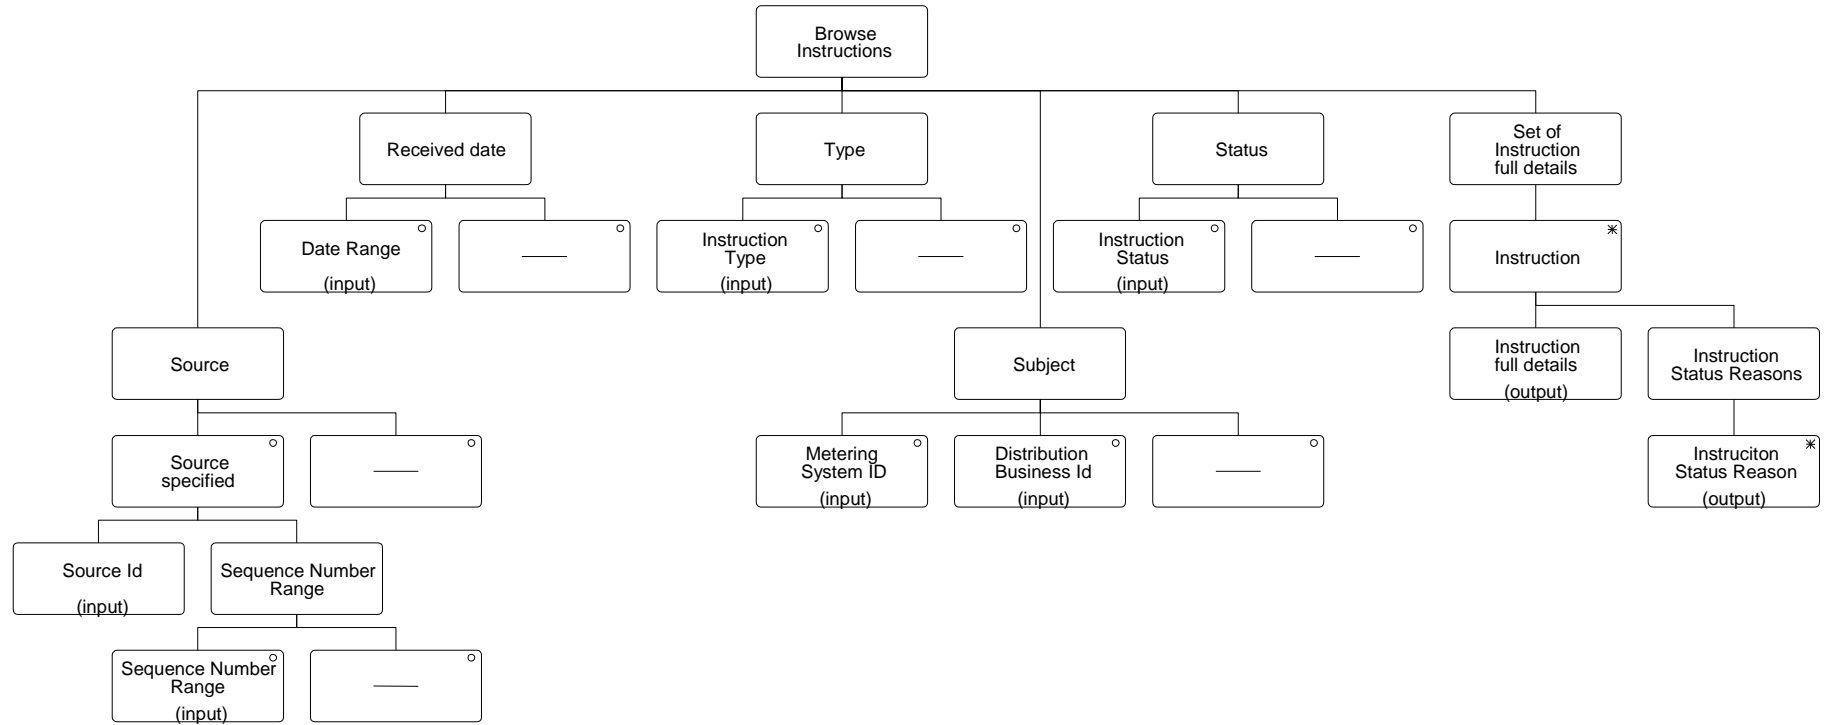 Browse
Instructions
Received date
Type
Status
Set of
Instruction
full details
Date Range
(input)
Instruction
Type
(input)
Instruction
Status
(input)
Instruction
Source
Subject
Instruction
full details
(output)
Instruction
Status Reasons
Source
specified
Metering
System ID
(input)
Distribution
Business Id
(input)
Instruciton
Status Reason
(output)
Source Id
(input)
Sequence Number
Range
Sequence Number
Range
(input)